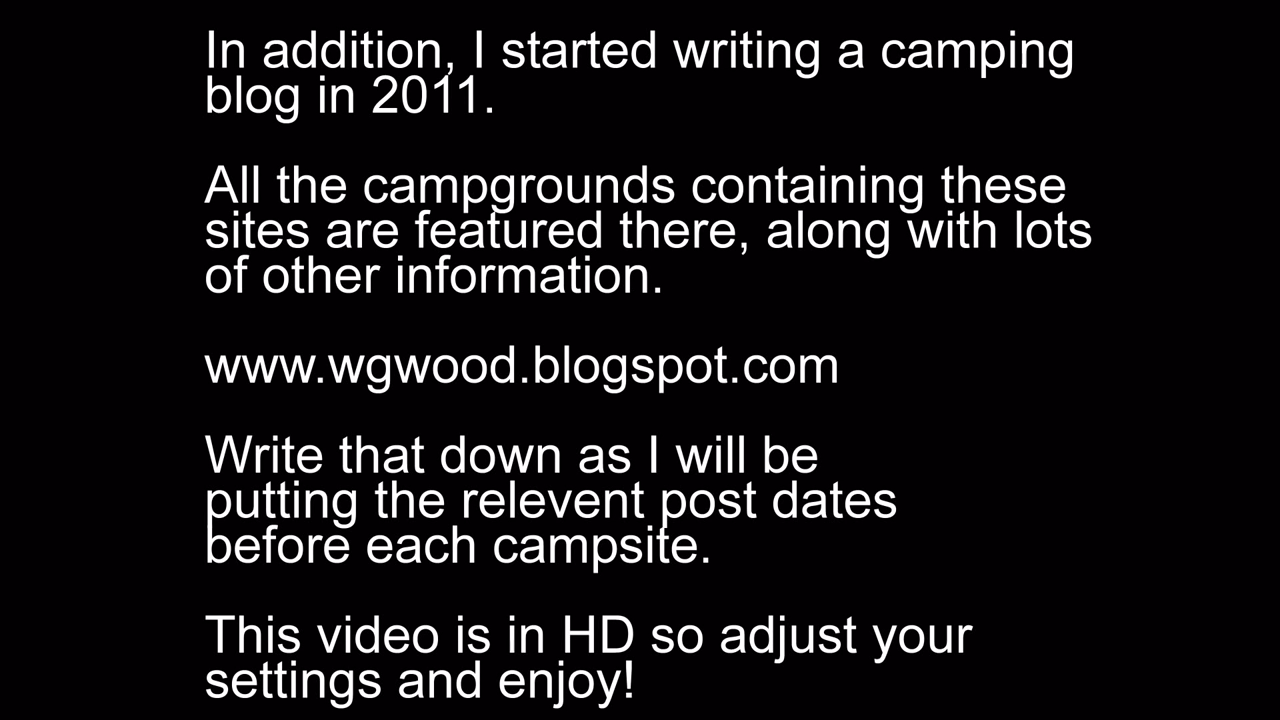 In addition, I started writing a camping
blog in 2011.
All the campgrounds containing these
sites are featured there, along with lots
of other information.
www.wgwood.blogspot.com
Write that down as I will be
putting the relevent post dates
before each campsite.
This video is in HD so adjust your
settings and enjoy!